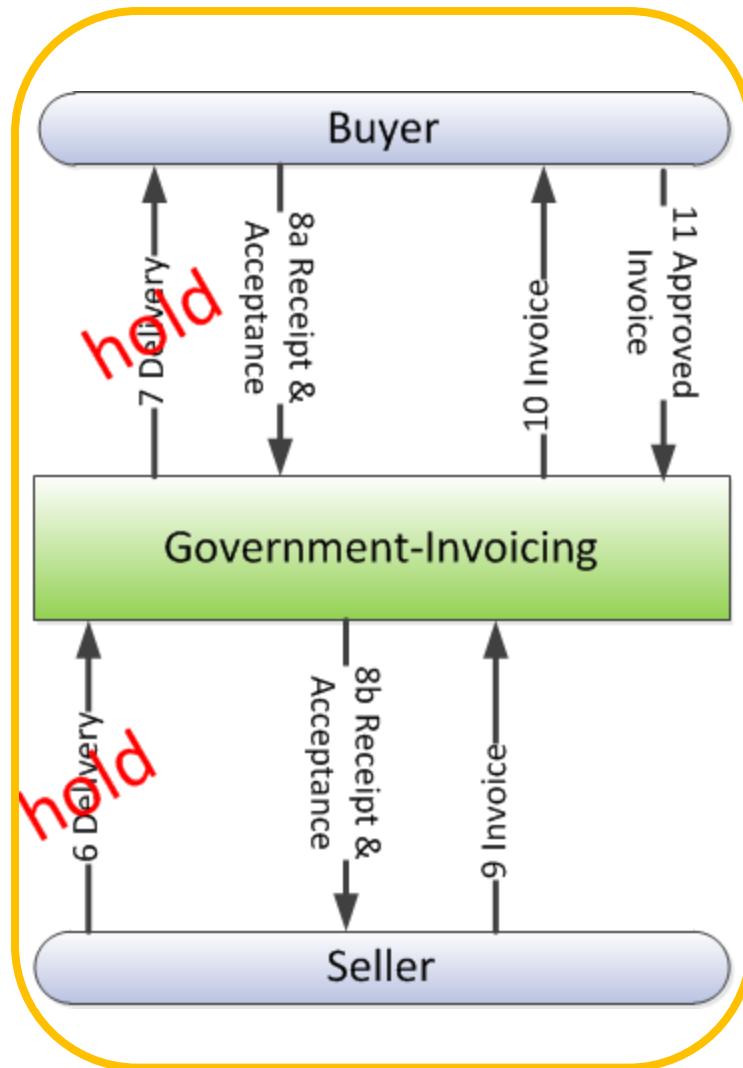 Buyer
7 Delivery
hold
8a Receipt &
Acceptance
10 Invoice
11 Approved
Invoice
Government-Invoicing
6 Delivery
hold
8b Receipt &
Acceptance
9 Invoice
Seller